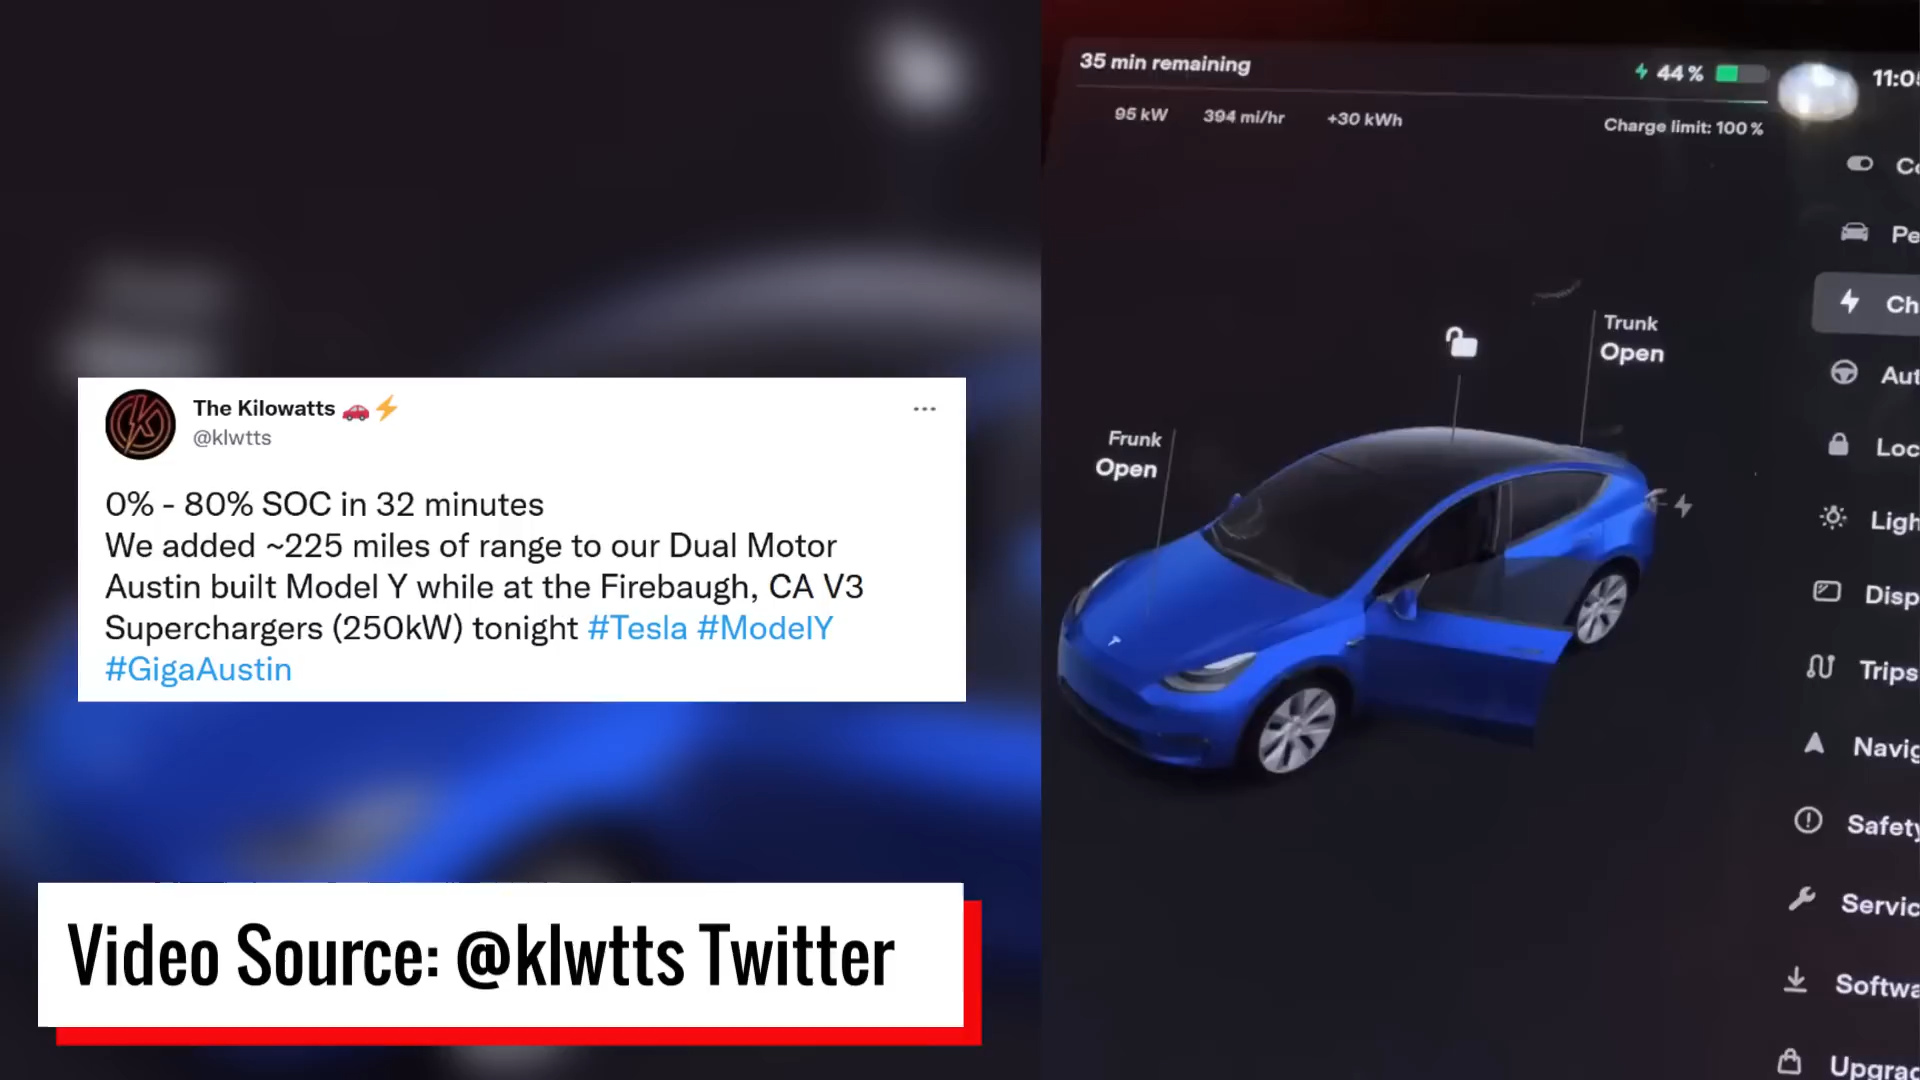 The Kilowatts
@klwtts
0% - 80% SOC in 32 minutes
We added ~225 miles of range to our Dual Motor
Austin built Model Y while at the Firebaugh, CA V3
Superchargers (250kW) tonight #Tesla #ModelY
#GigaAustin
Video Source: @klwtts Twitter
35 min remaining
44 %
95 kW 394 mi/hr +30 kWh
Charge limit: 100 %
Trunk
Open
Frunk
Open
Trips
Safety